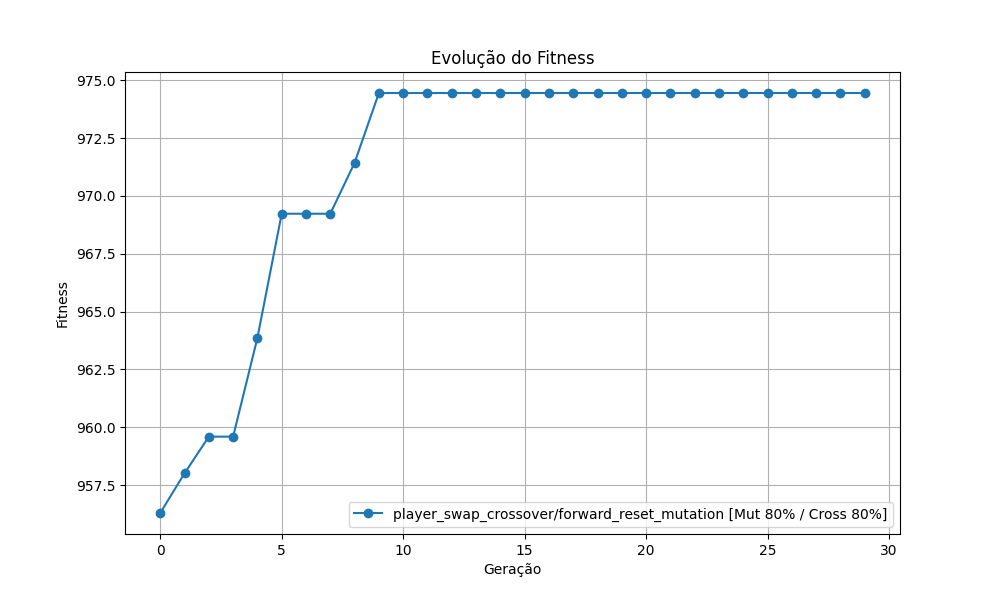 Evolução do Fitness
975.0
972.5
970.0
967.5
965.0
962.5
960.0
957.5
Fitness
player_swap_crossover/forward_reset_mutation [Mut 80% / Cross 80%]
0 5 10 15 20 25 30
Geração